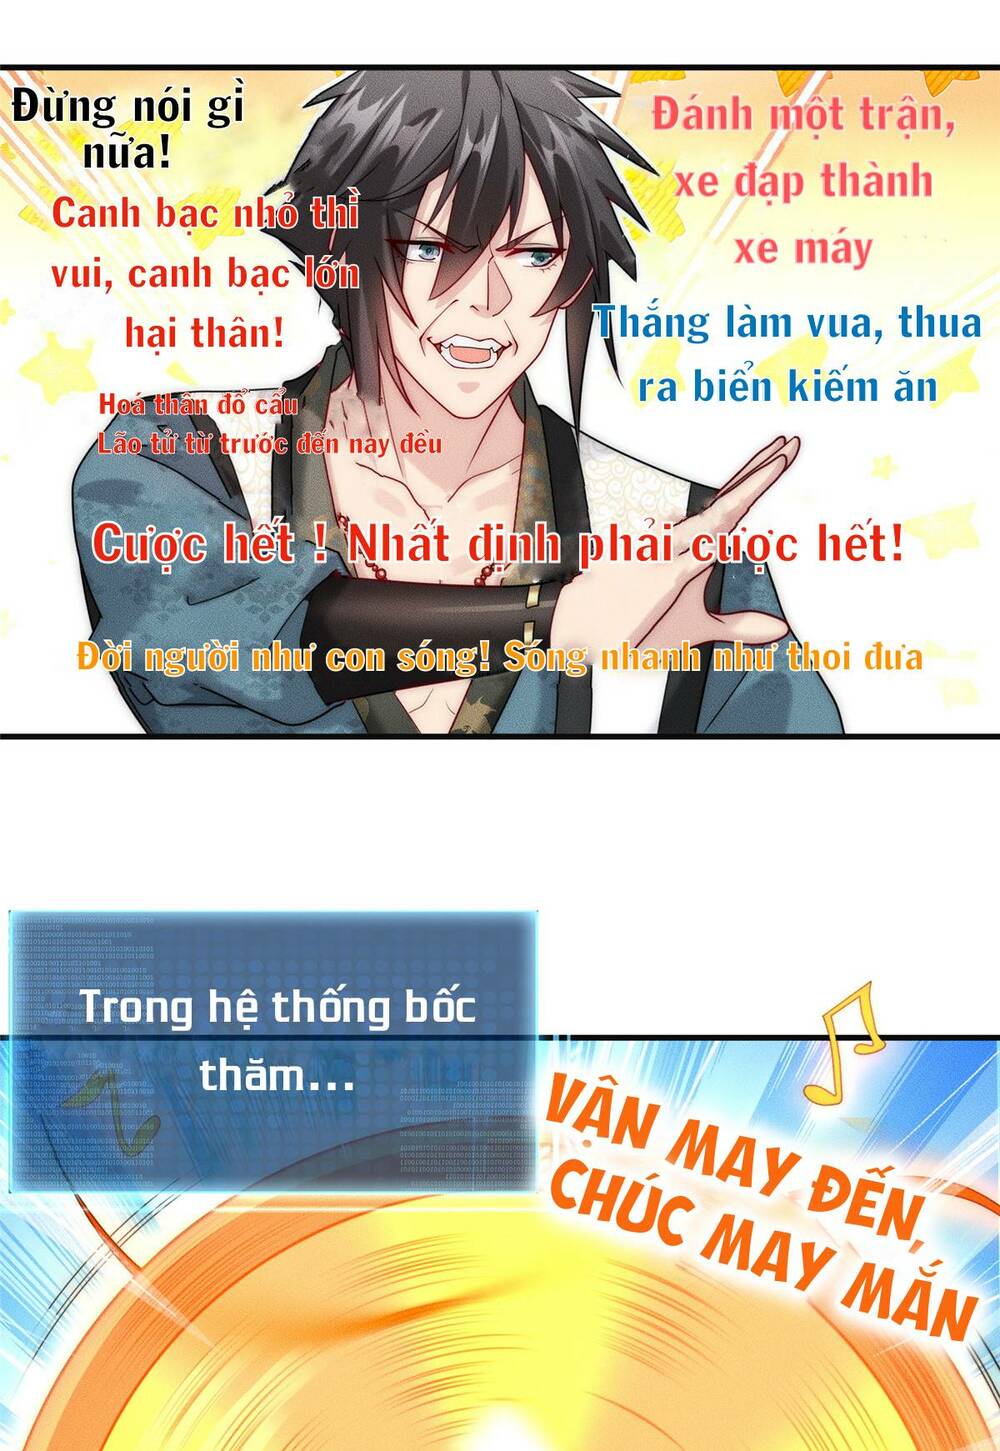 Đừng nói gì
nữa!
Canh bạc nhỏ thì
vui, canh bạc lớn
hại thân!
Hoá thân đổ cẩu
Lão tử từ trước đến nay đều
Đánh một trận,
xe đạp thành
xe máy
Thắng làm vua, thua
ra biển kiếm ăn
Cược hết ! Nhất định phải cược hết!
Đời người như con sóng! Sóng nhanh như thoi đưa
Trong hệ thống bốc
thăm...
VẬN MAY ĐẾN,
CHÚC MAY MẮN